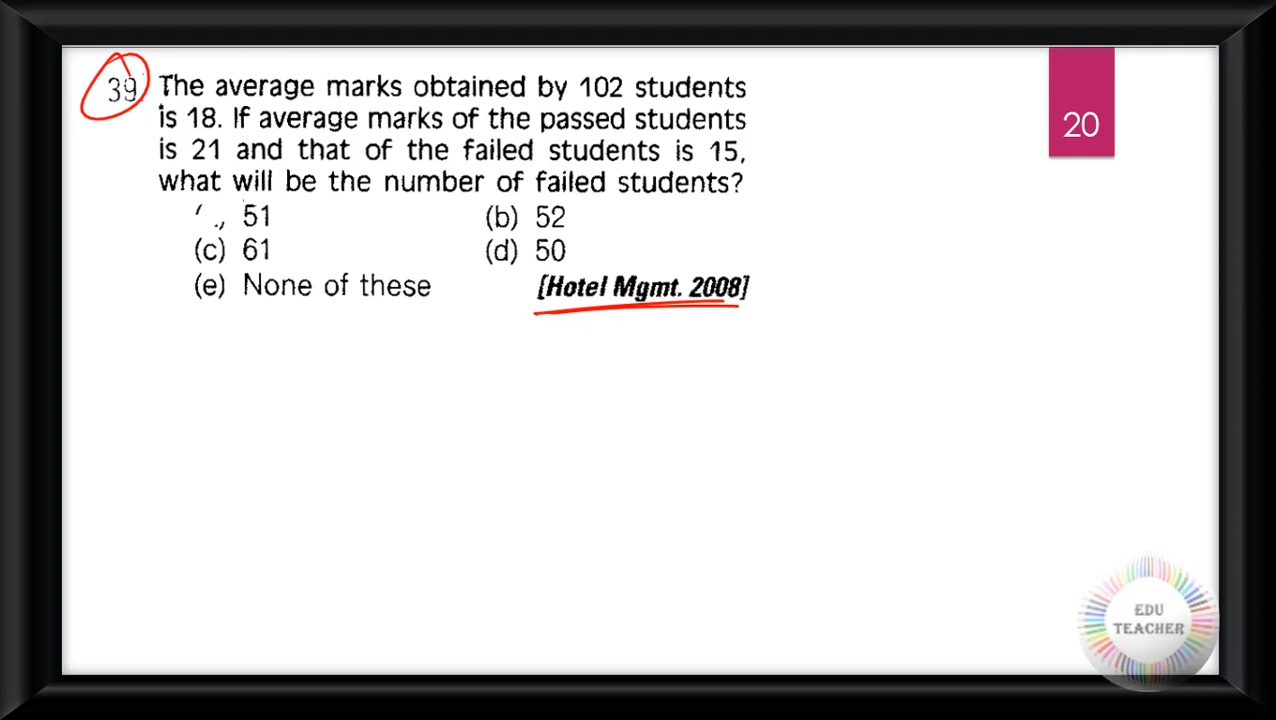 39. The average marks obtained by 102 students
20
is 18. If average marks of the passed students
is 21 and that of the failed students is 15,
what will be the number of failed students?
51 (b) 52
(c) 61 (d) 50
(e) None of these [Hotel Mgmt. 2008]
EDU
TEACHER